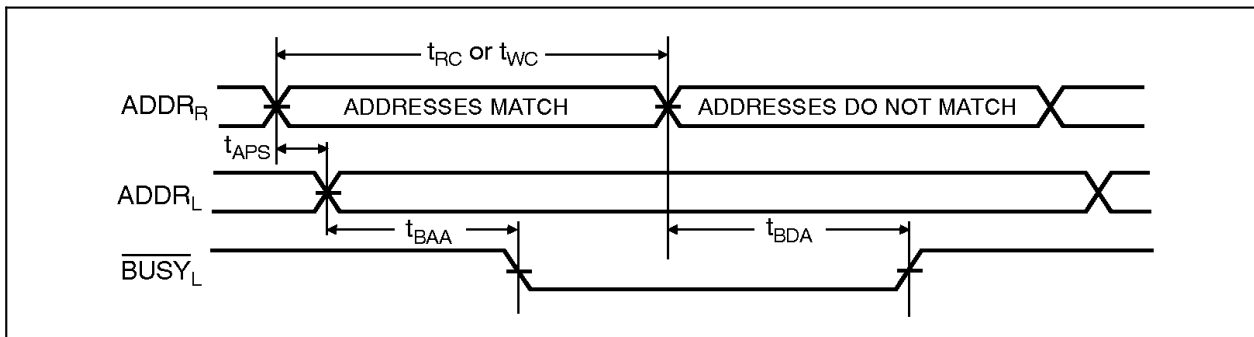 tRC or tWC
ADDRR ADDRESSES MATCH ADDRESSES DO NOT MATCH
tAPS
ADDRL
tBAA tBDA
BUSYL